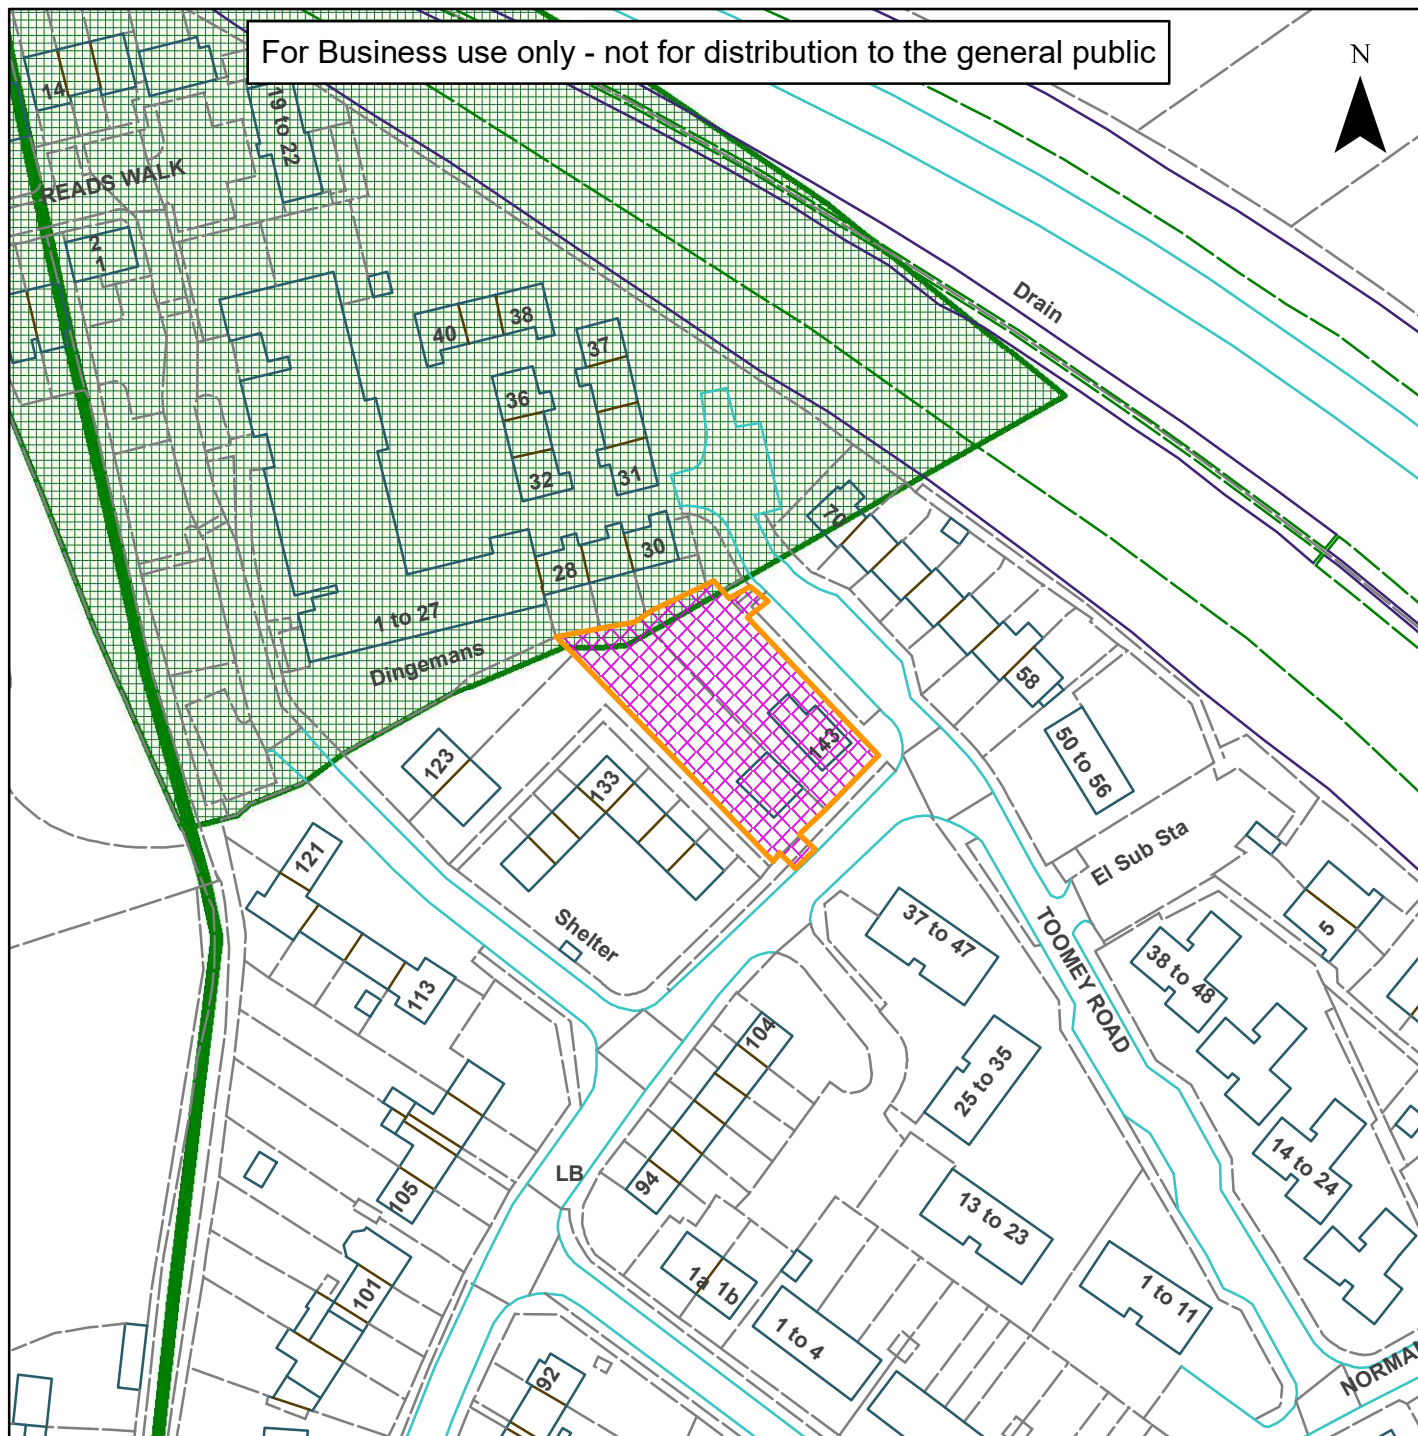 For Business use only - not for distribution to the general public
N
14
19 to 22
READS WALK
2
1
Drain
40
38
37
36
32
31
70
28
30
1 to 27
Dingemans
58
143
50 to 56
123
133
El Sub Sta
121
5
Shelter
37 to 47
TOOMEY ROAD
38 to 48
113
104
25 to 35
LB
94
105
14 to 24
13 to 23
101
1a 1b
1 to 11
1 to 4
92
NORMAN